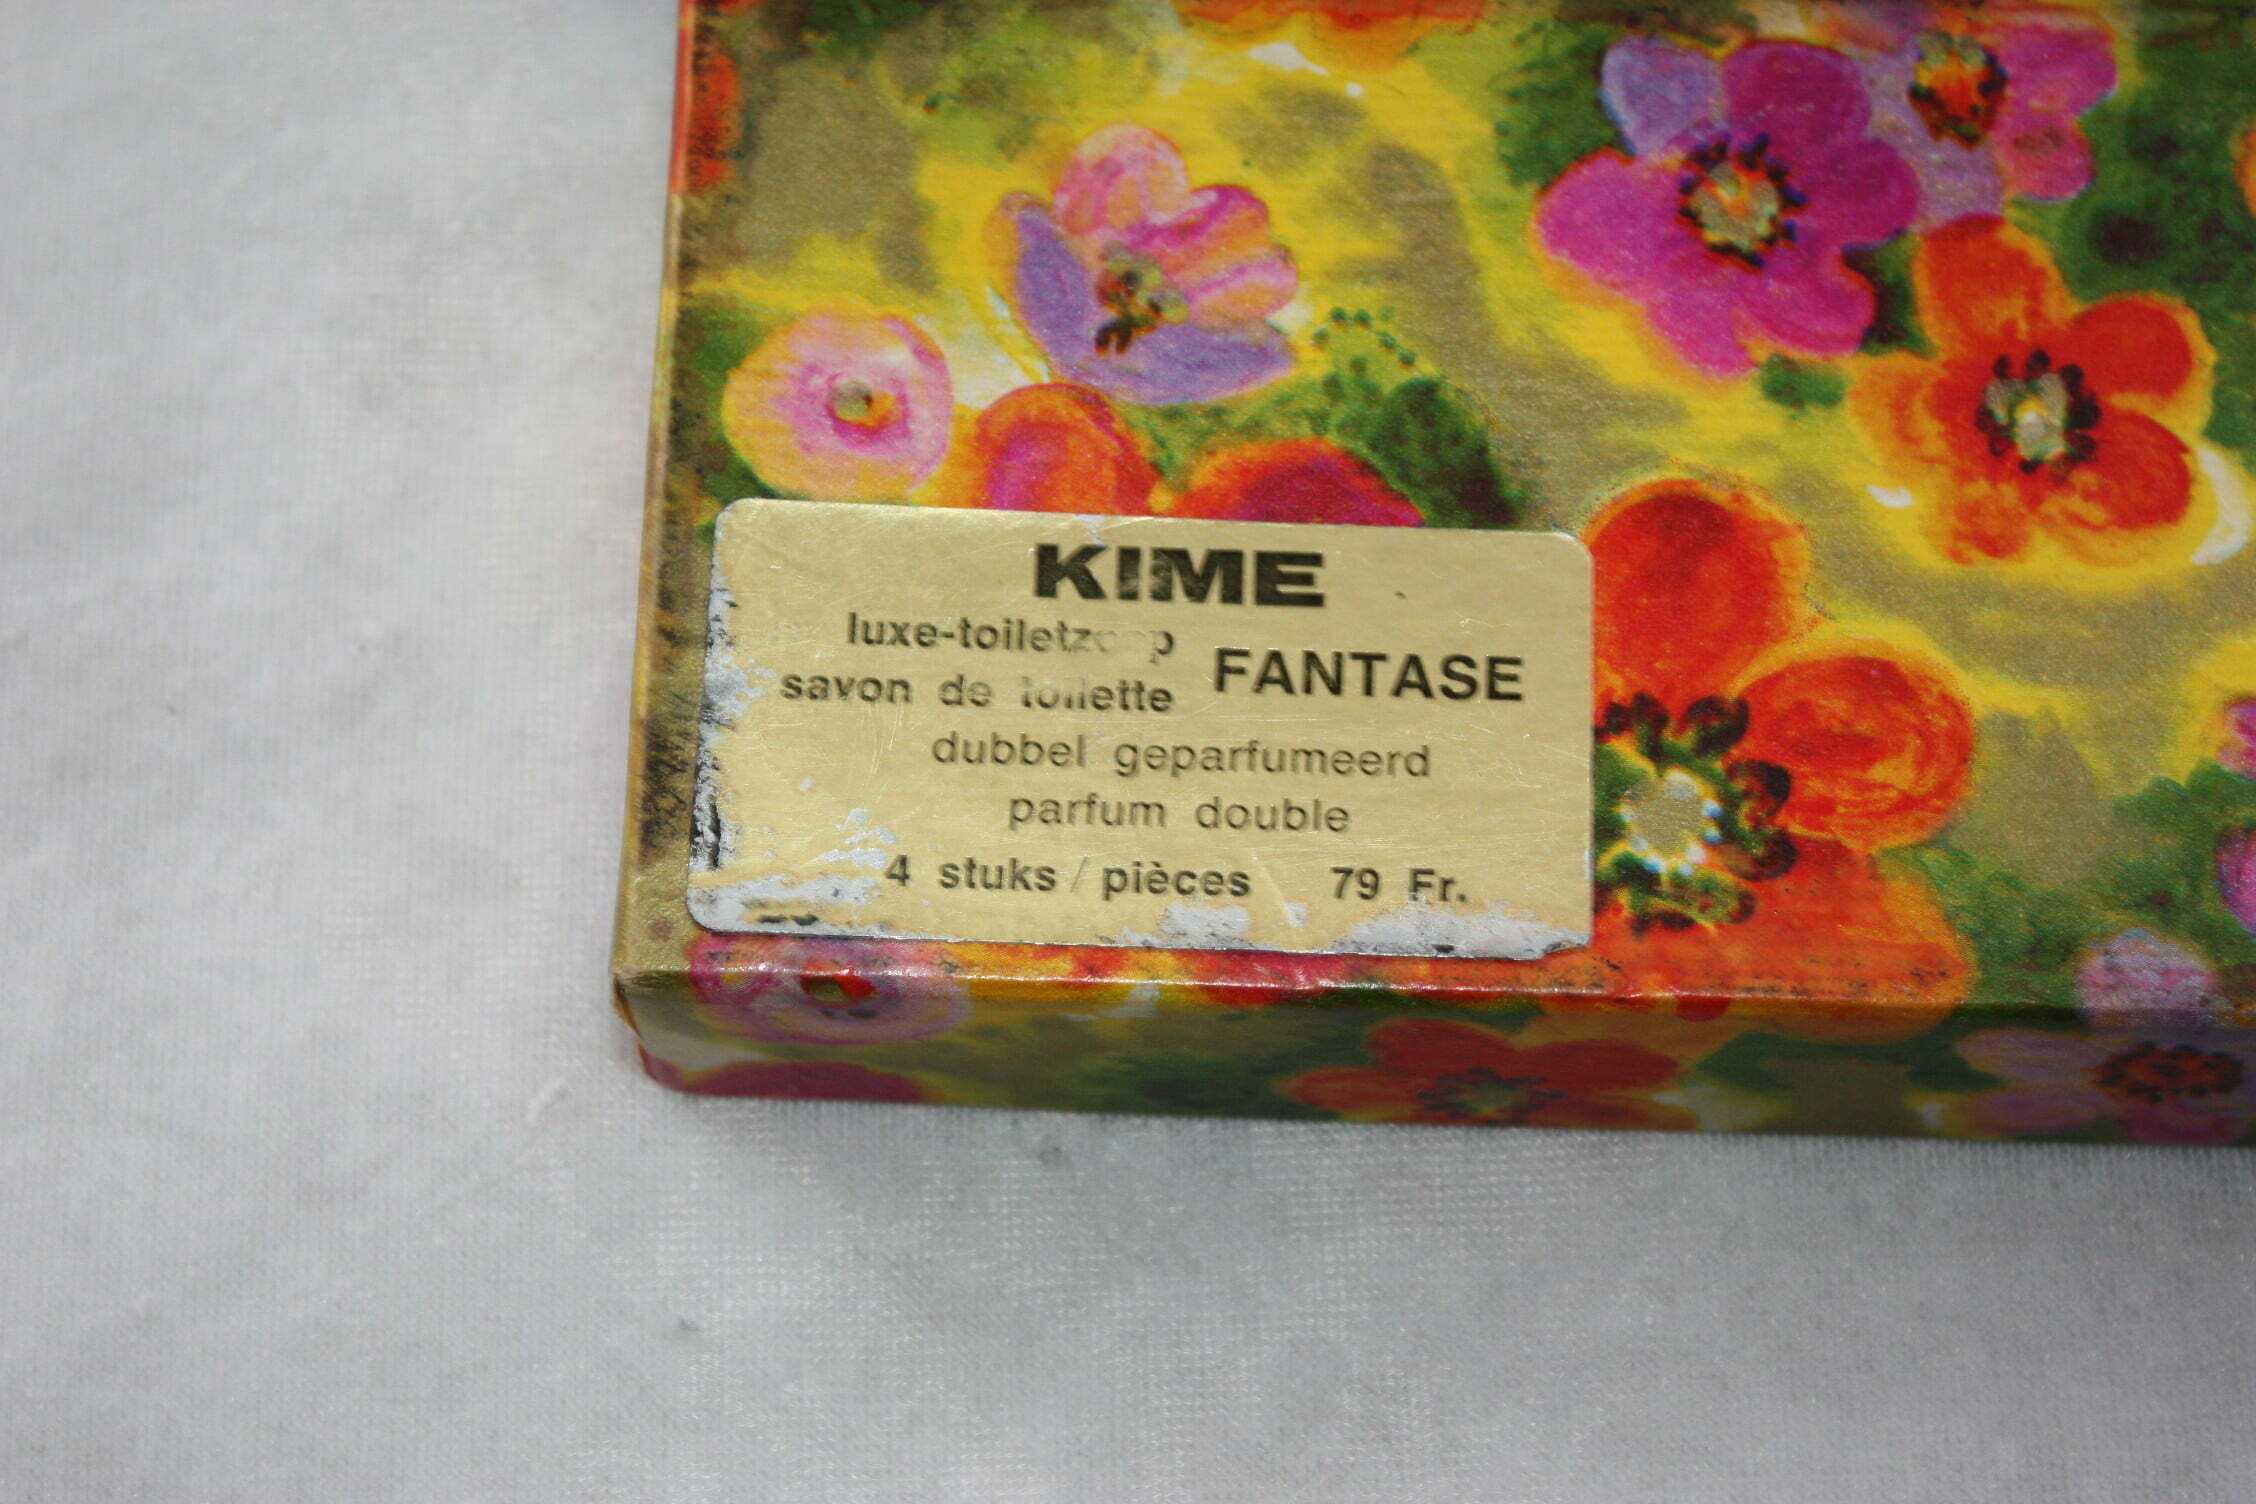 KIME
luxe-toiletzeep
savon de toilette
FANTASE
dubbel geparfumeerd
parfum double
4 stuks / pièces 79 Fr.